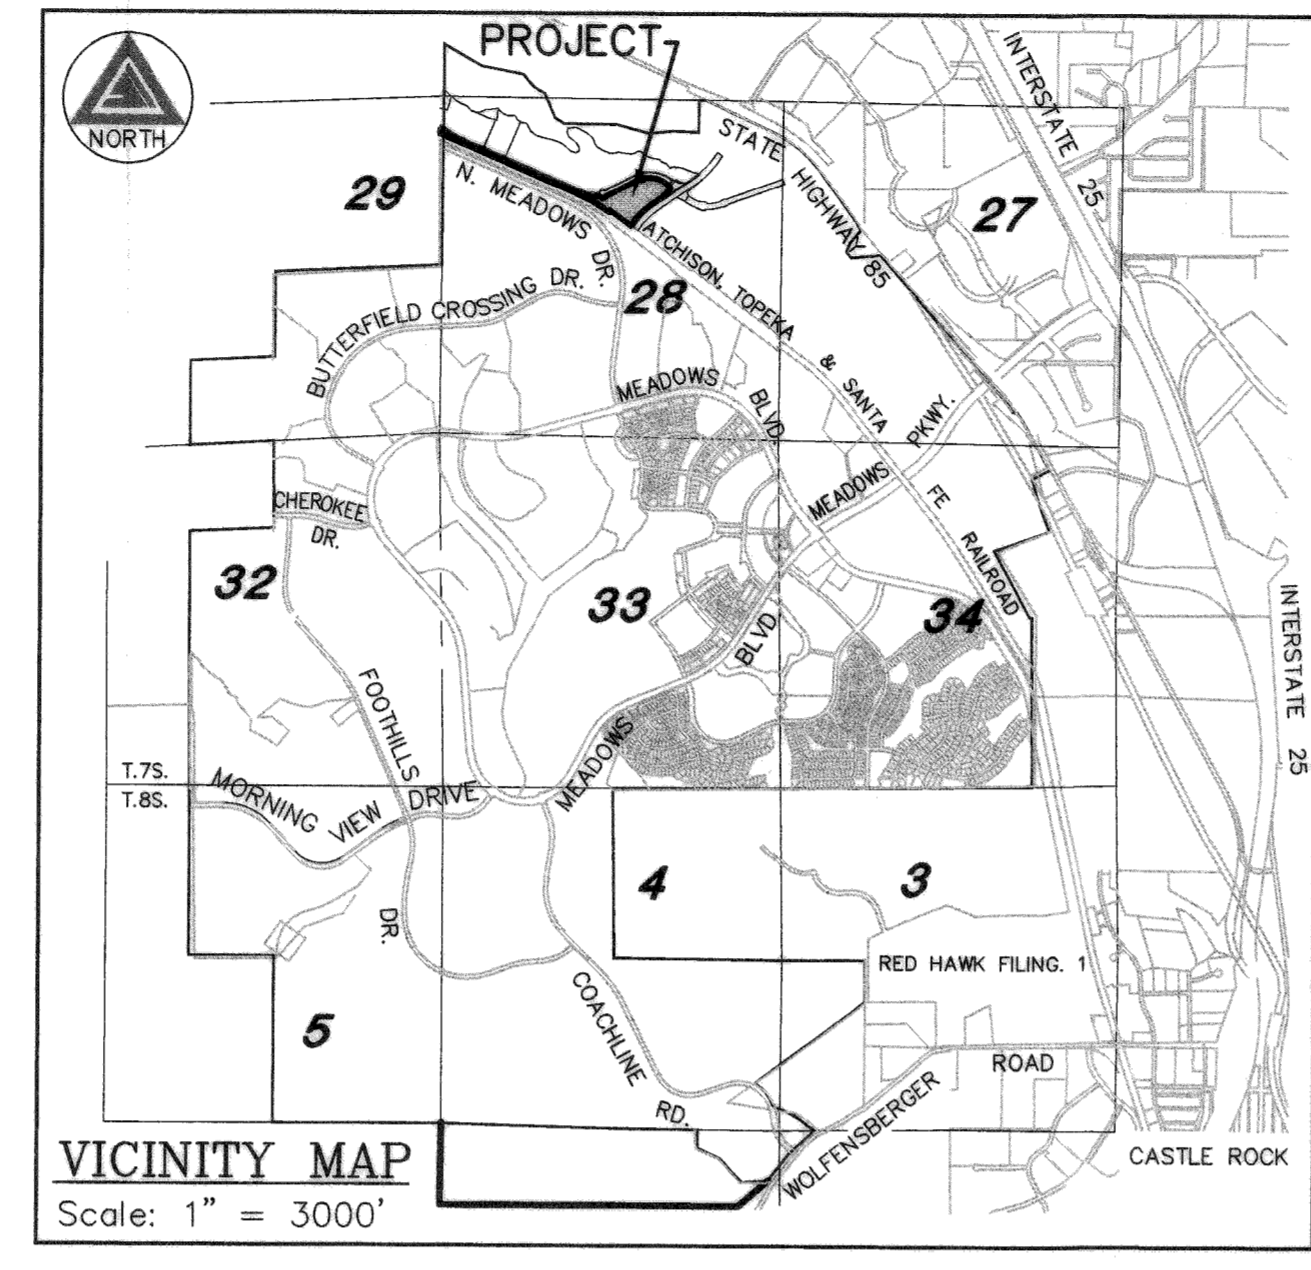 PROJECT
NORTH
INTERSTATE 25
STATE HIGHWAY 85
29
N. MEADOWS DR.
27
ATCHISON, TOPEKA & SANTA FE RAILROAD
28
BUTTERFIELD CROSSING DR.
MEADOWS BLVD.
MEADOWS PKWY.
CHEROKEE
DR.
32
33
34
INTERSTATE 25
BLVD.
FOOTHILLS
MEADOWS
T.7S.
T.8S.
MORNING VIEW DRIVE
4
3
DR.
RED HAWK FILING. 1
5
COACHLINE RD.
ROAD
WOLFENSBERGER
CASTLE ROCK
VICINITY MAP
Scale: 1" = 3000'